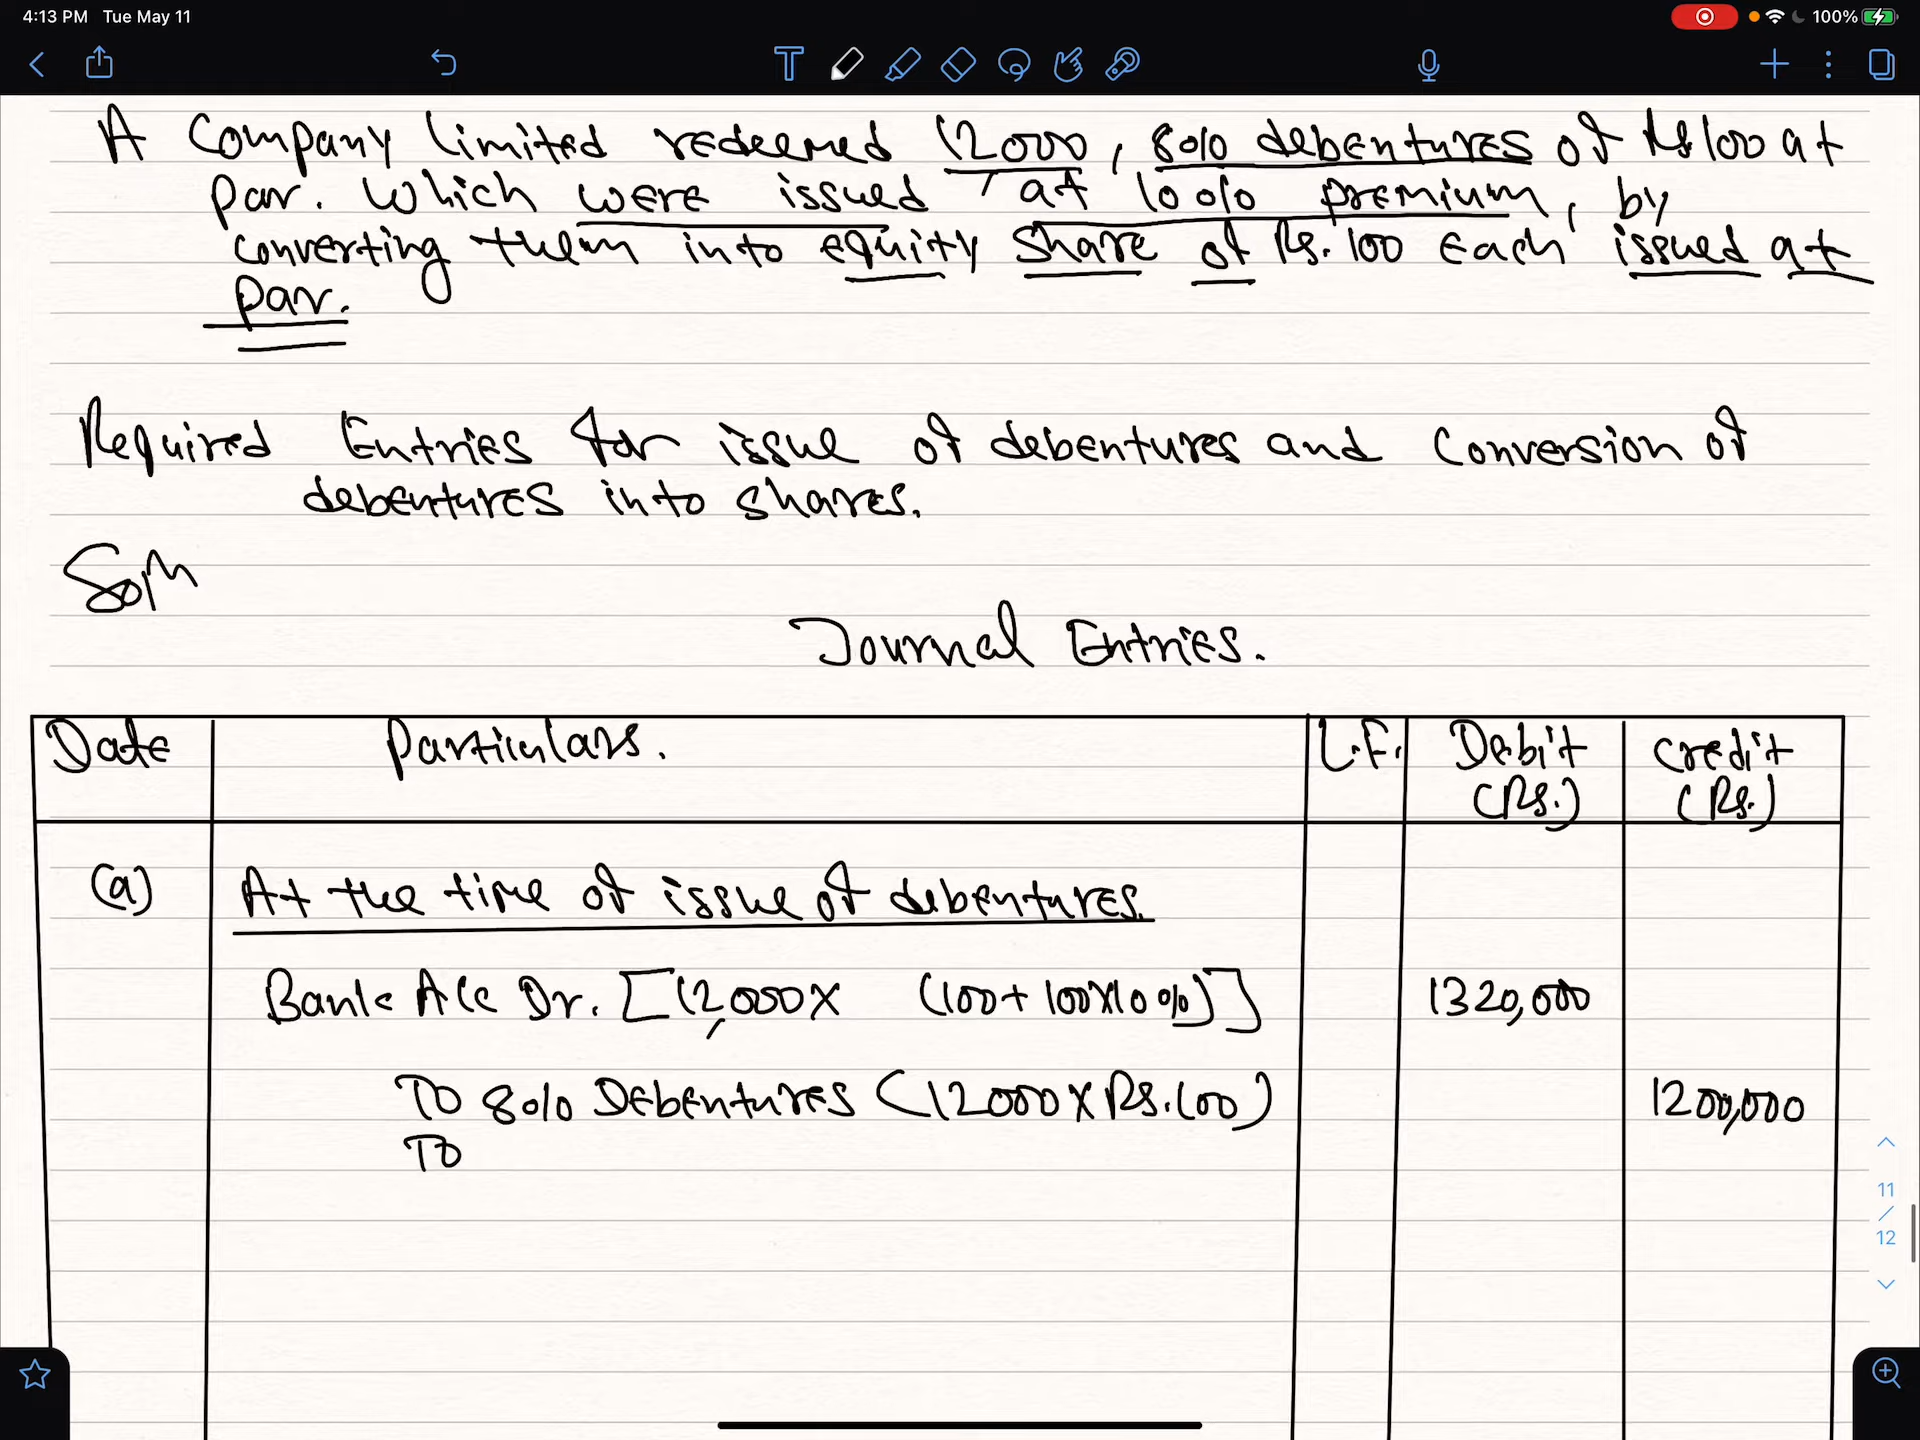 4:13 PM Tue May 11
100%
A Company limited redeemed 12000, 8% debentures of Rs 100 at
par. Which were issued at 10% premium, by
converting them into equity share of Rs. 100 Each issued at
par.
Required Entries for issue of debentures and Conversion of
debentures into shares.
Soln
Journal Entries.
Date Particulars. L.F. Debit (Rs.) Credit (Rs.)
(a) At the time of issue of debentures.
Bank A/c Dr. [12,000 X (100+100X10%)] 1320,000
To 8% Debentures (12000 X Rs.100) 1200,000
To
11
/
12